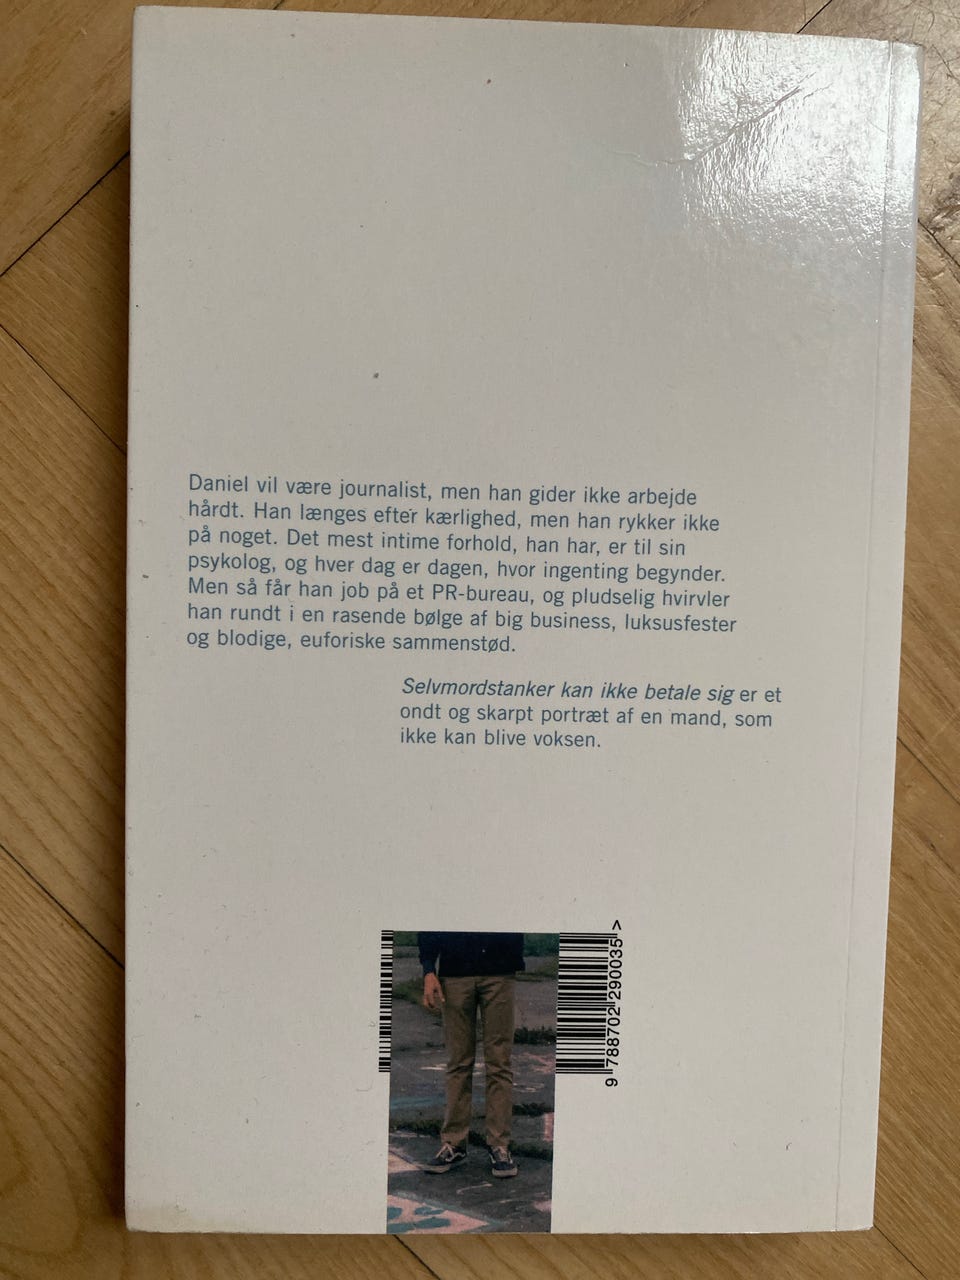 Daniel vil være journalist, men han gider ikke arbejde
hårdt. Han længes efter kærlighed, men han rykker ikke
på noget. Det mest intime forhold, han har, er til sin
psykolog, og hver dag er dagen, hvor ingenting begynder.
Men så får han job på et PR-bureau, og pludselig hvirvler
han rundt i en rasende bølge af big business, luksusfester
og blodige, euforiske sammenstød.
Selvmordstanker kan ikke betale sig er et
ondt og skarpt portræt af en mand, som
ikke kan blive voksen.
9 788702 290035 >